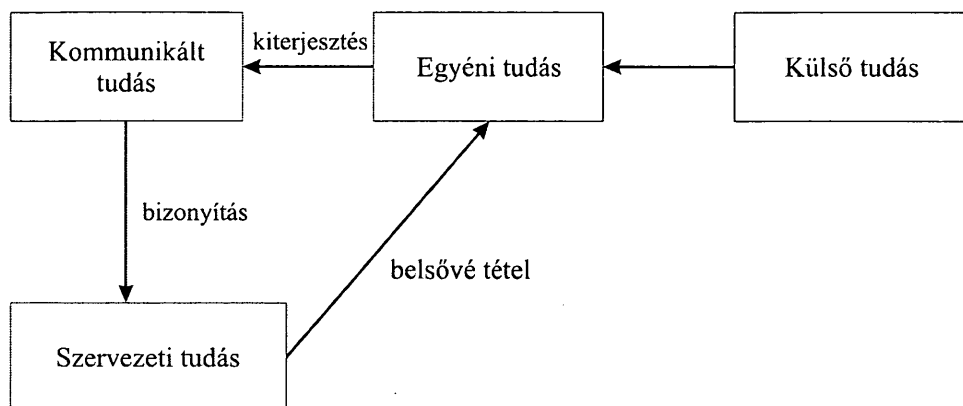 Kommunikált
tudás
kiterjesztés
Egyéni tudás
Külső tudás
bizonyítás
belsővé tétel
Szervezeti tudás